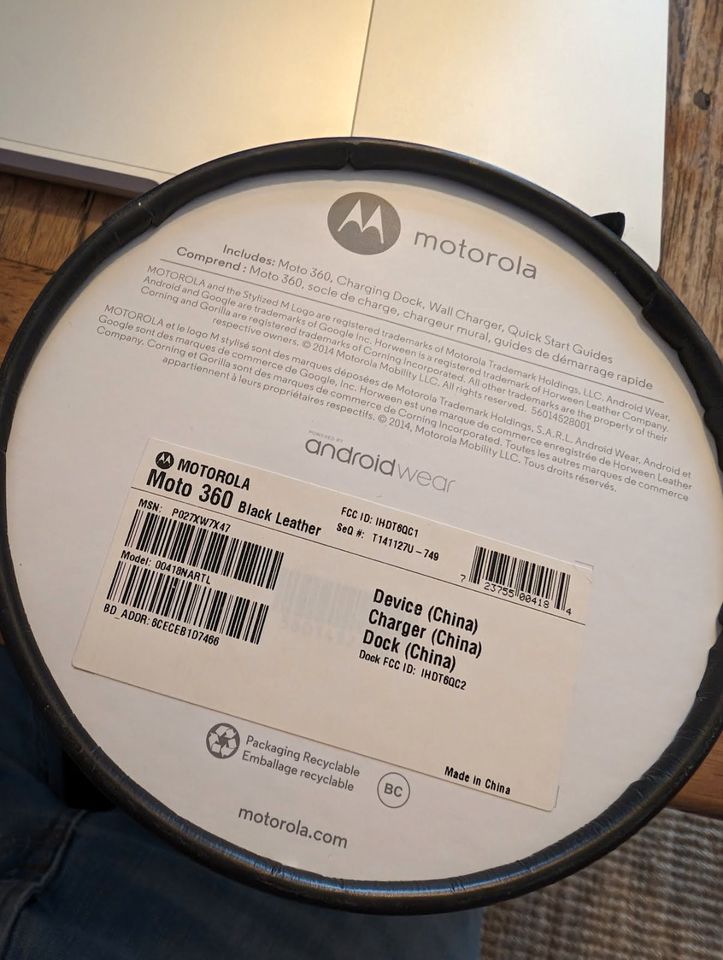 motorola
Includes: Moto 360, Charging Dock, Wall Charger, Quick Start Guides
Comprend : Moto 360, socle de charge, chargeur mural, guides de démarrage rapide
MOTOROLA and the Stylized M Logo are registered trademarks of Motorola Trademark Holdings, LLC. Android Wear,
Android and Google are trademarks of Google Inc. Horween is a registered trademark of Horween Leather Company.
Corning and Gorilla are registered trademarks of Corning Incorporated. All other trademarks are the property of their
respective owners. © 2014 Motorola Mobility LLC. All rights reserved. 56014528001
MOTOROLA et le logo M stylisé sont des marques déposées de Motorola Trademark Holdings, S.A.R.L. Android Wear, Android et
Google sont des marques de commerce de Google, Inc. Horween est une marque de commerce enregistrée de Horween Leather
Company. Corning et Gorilla sont des marques de commerce de Corning Incorporated. Toutes les autres marques de commerce
appartiennent à leurs propriétaires respectifs. © 2014, Motorola Mobility LLC. Tous droits réservés.
POWERED BY
androidwear
MOTOROLA
Moto 360 Black Leather
FCC ID: IHDT6QC1
SeQ #: T141127U-749
MSN: P027XW7X47
7 23755 00418 4
Model: 00418NARTL
BD_ADDR:6CECEB1D7466
Device (China)
Charger (China)
Dock (China)
Dock FCC ID: IHDT6QC2
Made in China
Packaging Recyclable
Emballage recyclable
BC
motorola.com